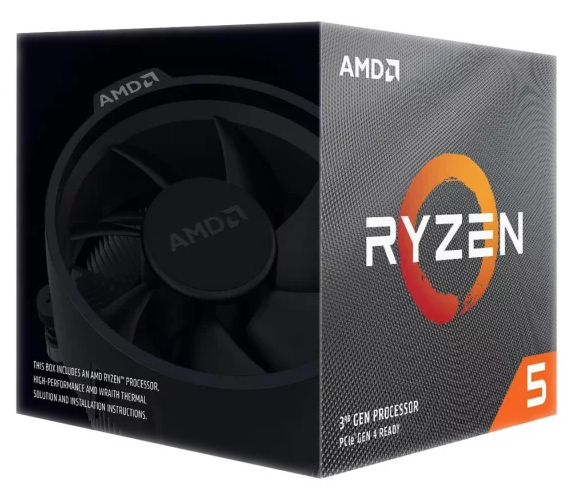 AMD
AMD
THIS BOX INCLUDES AN AMD RYZEN™ PROCESSOR,
HIGH-PERFORMANCE AMD WRAITH THERMAL
SOLUTION AND INSTALLATION INSTRUCTIONS.
AMD
RYZEN
5
3rd GEN PROCESSOR
PCIe® GEN 4 READY